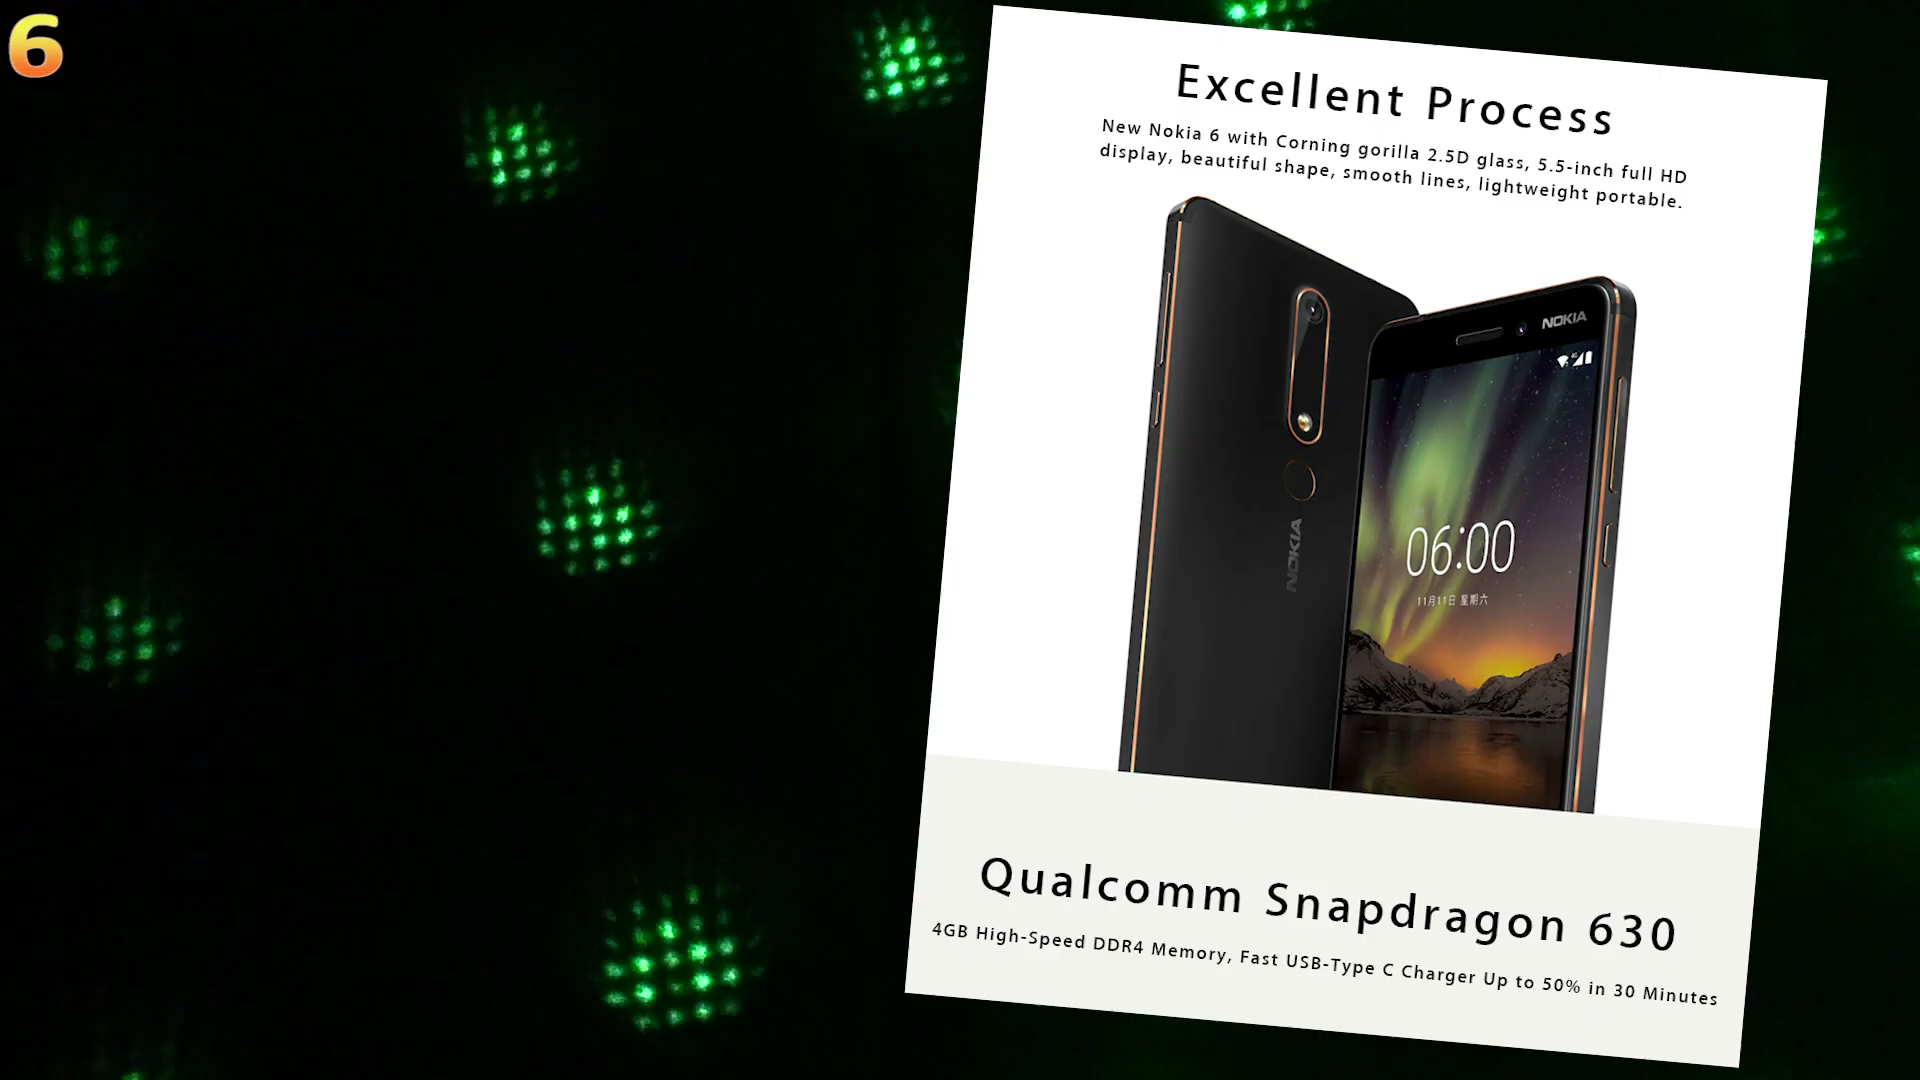 6
Excellent Process
New Nokia 6 with Corning gorilla 2.5D glass, 5.5-inch full HD
display, beautiful shape, smooth lines, lightweight portable.
NOKIA
4G
NOKIA
06:00
11月11日 星期六
Qualcomm Snapdragon 630
4GB High-Speed DDR4 Memory, Fast USB-Type C Charger Up to 50% in 30 Minutes